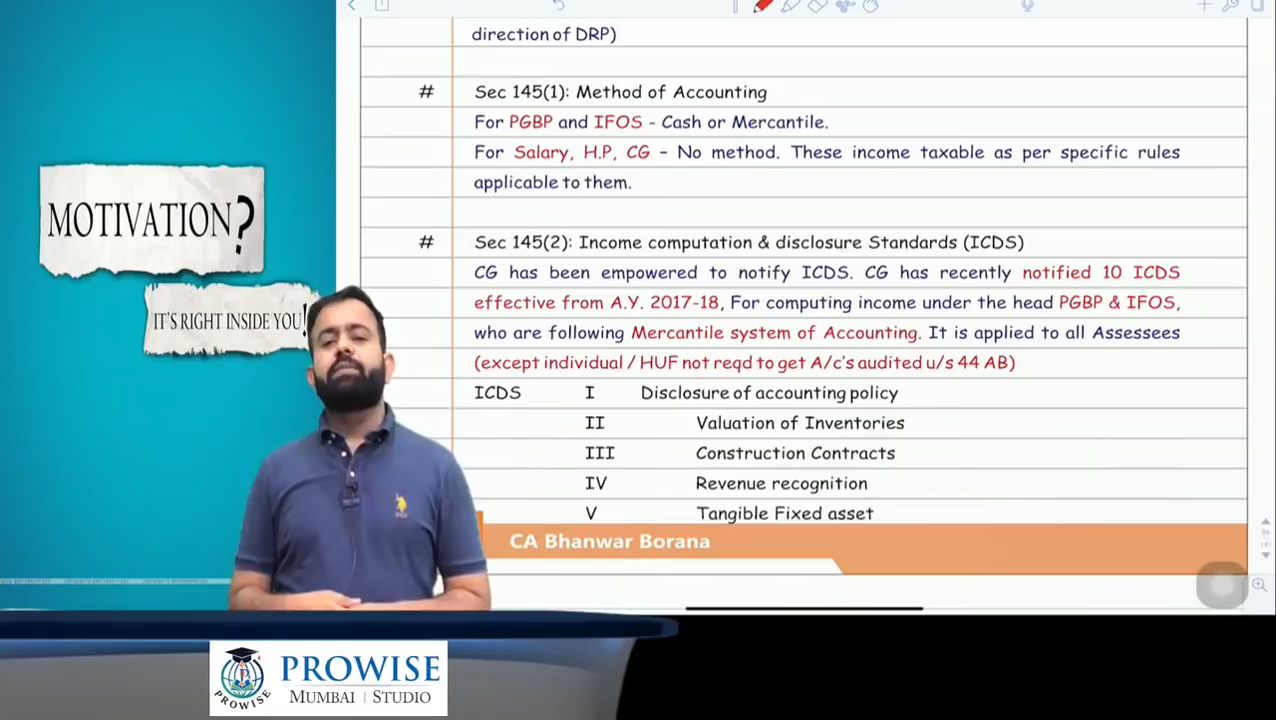 direction of DRP)
# Sec 145(1): Method of Accounting
For PGBP and IFOS - Cash or Mercantile.
For Salary, H.P, CG – No method. These income taxable as per specific rules
applicable to them.
# Sec 145(2): Income computation & disclosure Standards (ICDS)
CG has been empowered to notify ICDS. CG has recently notified 10 ICDS
effective from A.Y. 2017-18, For computing income under the head PGBP & IFOS,
who are following Mercantile system of Accounting. It is applied to all Assessees
(except individual / HUF not reqd to get A/c's audited u/s 44 AB)
ICDS I Disclosure of accounting policy
II Valuation of Inventories
III Construction Contracts
IV Revenue recognition
V Tangible Fixed asset
CA Bhanwar Borana
MOTIVATION?
IT'S RIGHT INSIDE YOU!
PROWISE
PROWISE
MUMBAI | STUDIO